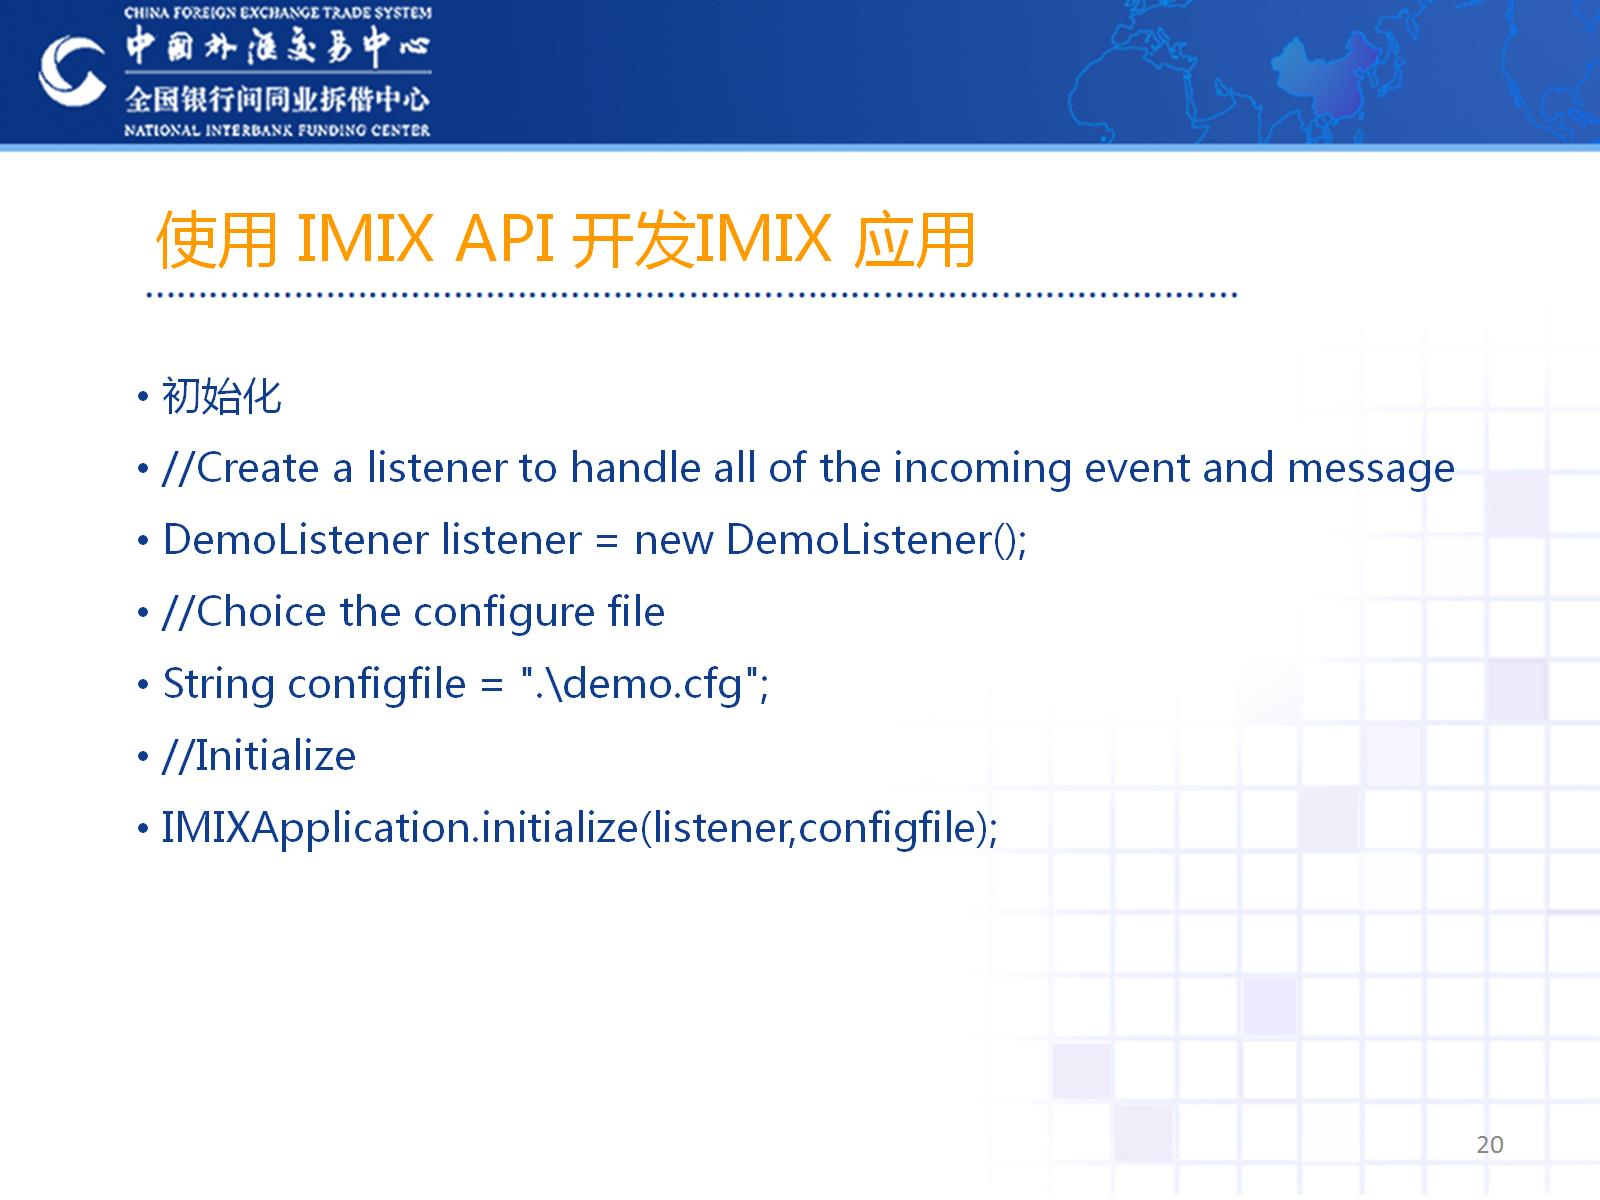 CHINA FOREIGN EXCHANGE TRADE SYSTEM
中国外汇交易中心
全国银行间同业拆借中心
NATIONAL INTERBANK FUNDING CENTER
使用 IMIX API 开发IMIX 应用
• 初始化
• //Create a listener to handle all of the incoming event and message
• DemoListener listener = new DemoListener();
• //Choice the configure file
• String configfile = ".\demo.cfg";
• //Initialize
• IMIXApplication.initialize(listener,configfile);
20